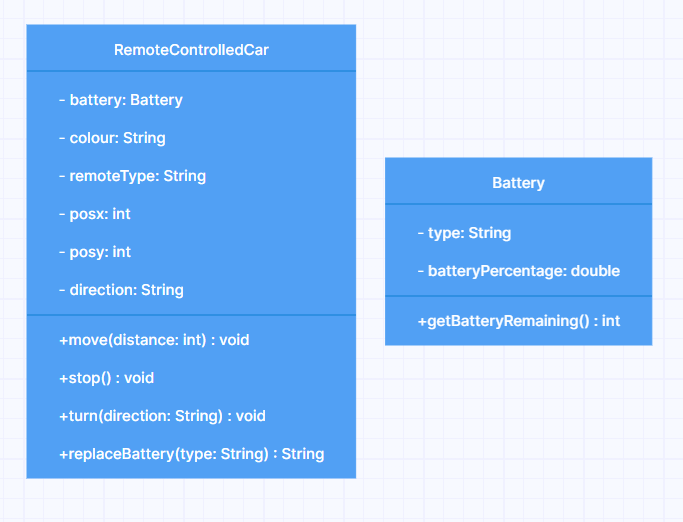 RemoteControlledCar
- battery: Battery
- colour: String
- remoteType: String
- posx: int
- posy: int
- direction: String
+move(distance: int) : void
+stop() : void
+turn(direction: String) : void
+replaceBattery(type: String) : String
Battery
- type: String
- batteryPercentage: double
+getBatteryRemaining() : int